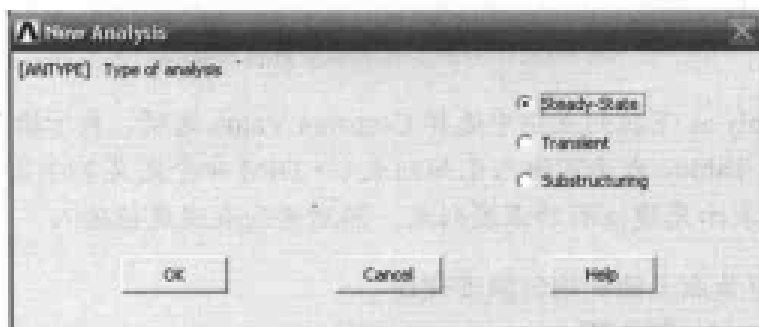 New Analysis
[ANTYPE] Type of analysis
Steady-State
Transient
Substructuring
OK
Cancel
Help